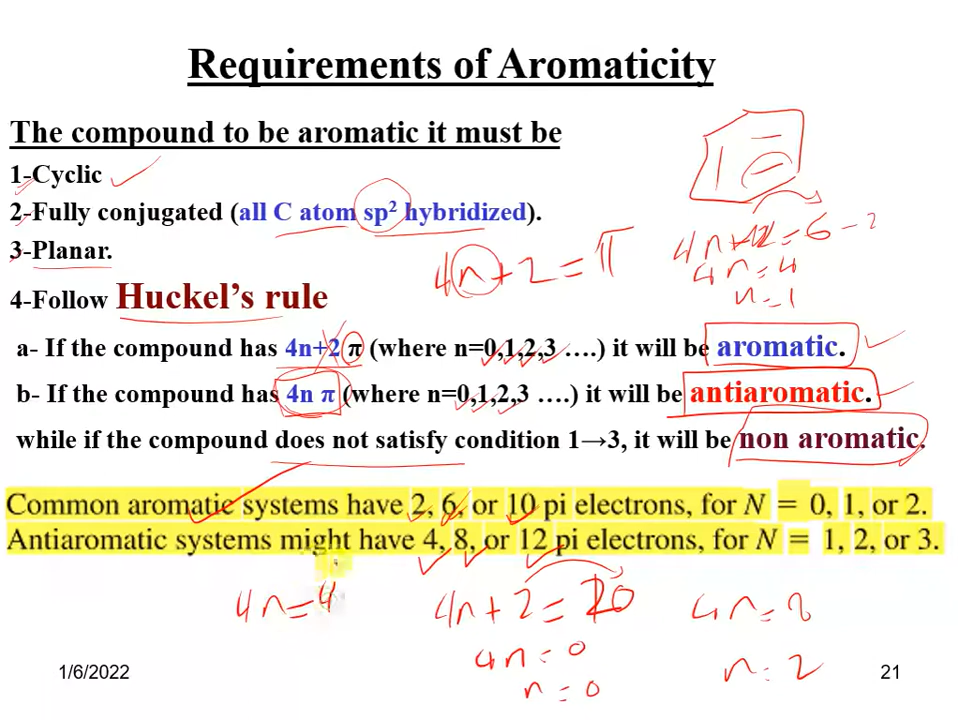 Requirements of Aromaticity
The compound to be aromatic it must be
1-Cyclic
2-Fully conjugated (all C atom sp² hybridized).
3-Planar.
4n+2=π
4n+2=6-2
4n=4
n=1
4-Follow Huckel's rule
a- If the compound has 4n+2 π (where n=0,1,2,3 ....) it will be aromatic.
b- If the compound has 4n π (where n=0,1,2,3 ....) it will be antiaromatic.
while if the compound does not satisfy condition 1→3, it will be non aromatic.
Common aromatic systems have 2, 6, or 10 pi electrons, for N = 0, 1, or 2.
Antiaromatic systems might have 4, 8, or 12 pi electrons, for N = 1, 2, or 3.
4n=4
4n+2=
4n=8
4n=0
n=0
n=2
1/6/2022
21